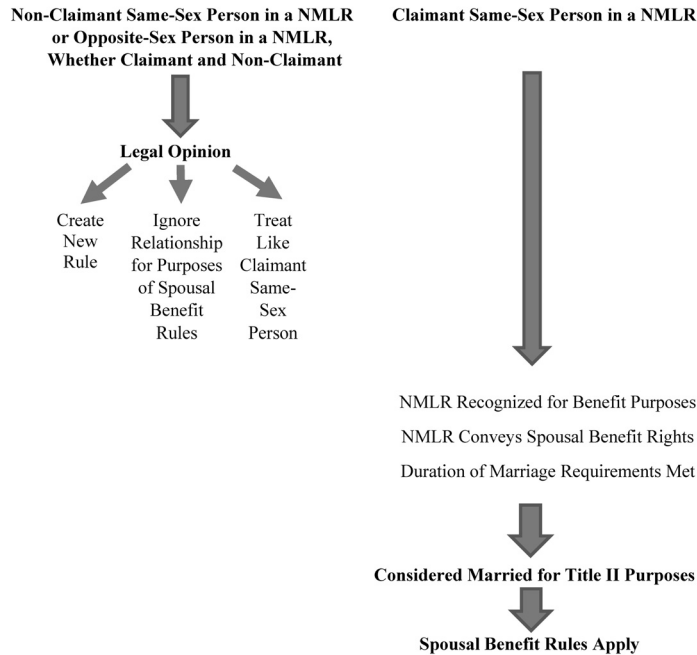 Non-Claimant Same-Sex Person in a NMLR
or Opposite-Sex Person in a NMLR,
Whether Claimant and Non-Claimant
Legal Opinion
Create
New
Rule
Ignore
Relationship
for Purposes
of Spousal
Benefit
Rules
Treat
Like
Claimant
Same-
Sex
Person
Claimant Same-Sex Person in a NMLR
NMLR Recognized for Benefit Purposes
NMLR Conveys Spousal Benefit Rights
Duration of Marriage Requirements Met
Considered Married for Title II Purposes
Spousal Benefit Rules Apply